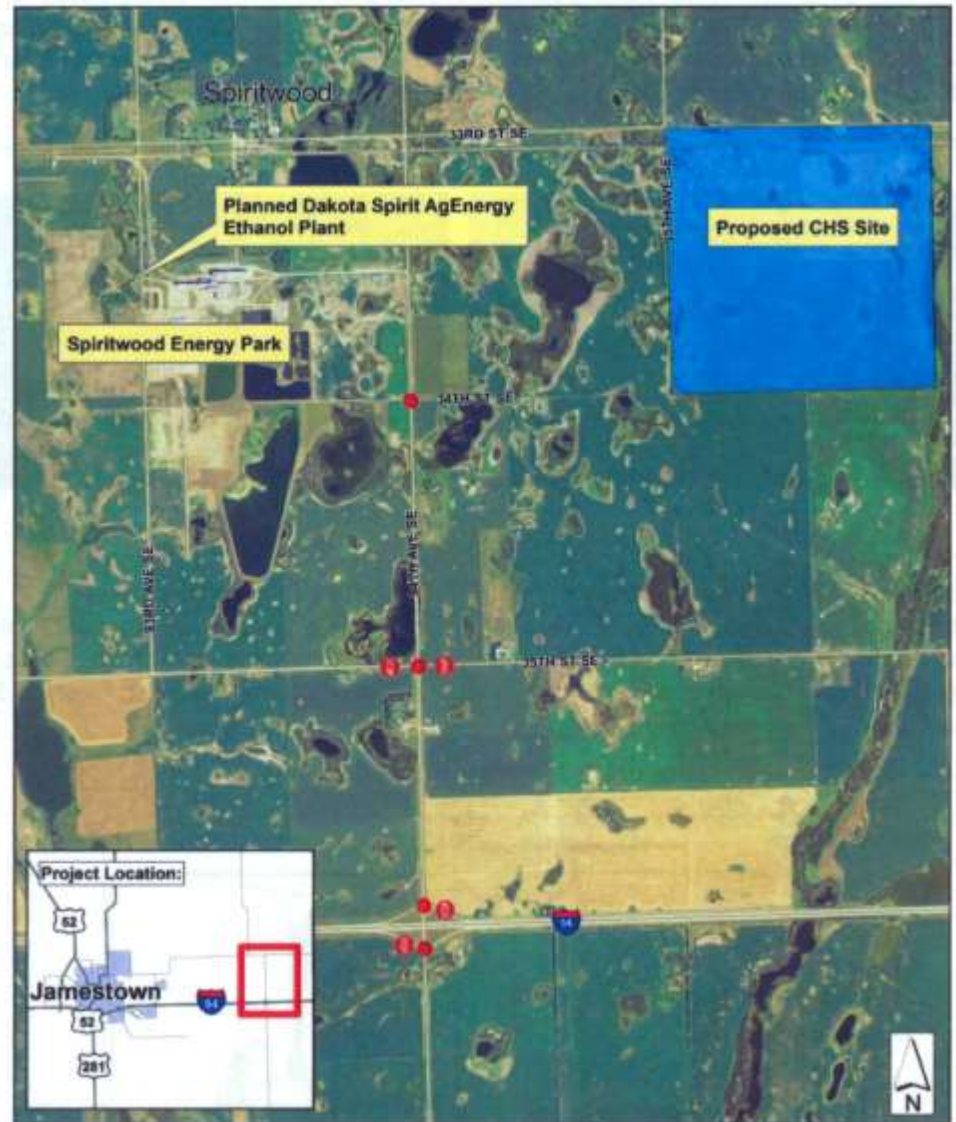 Spiritwood
33RD ST SE
Planned Dakota Spirit AgEnergy
Ethanol Plant
Proposed CHS Site
Spiritwood Energy Park
34TH ST SE
35TH ST SE
Project Location:
52
Jamestown
94
52
281
N